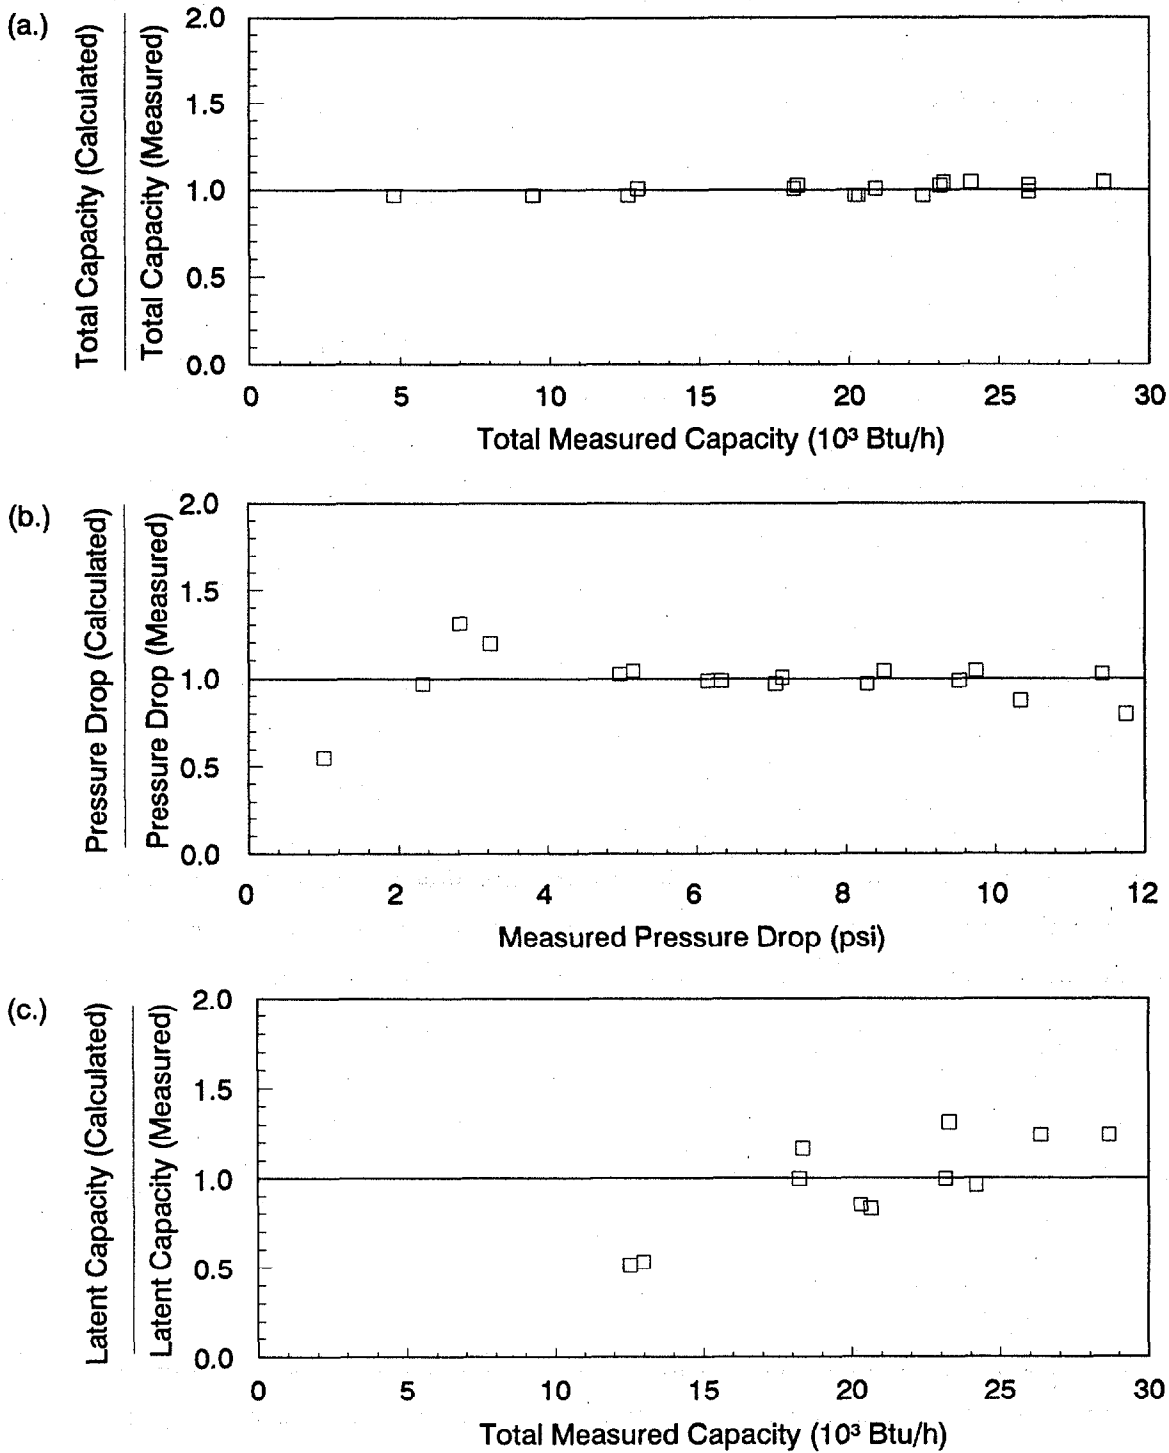 (a.)
Total Capacity (Calculated)
Total Capacity (Measured)
2.0
1.5
1.0
0.5
0.0
0 5 10 15 20 25 30
Total Measured Capacity (10³ Btu/h)
(b.)
Pressure Drop (Calculated)
Pressure Drop (Measured)
2.0
1.5
1.0
0.5
0.0
0 2 4 6 8 10 12
Measured Pressure Drop (psi)
(c.)
Latent Capacity (Calculated)
Latent Capacity (Measured)
2.0
1.5
1.0
0.5
0.0
0 5 10 15 20 25 30
Total Measured Capacity (10³ Btu/h)